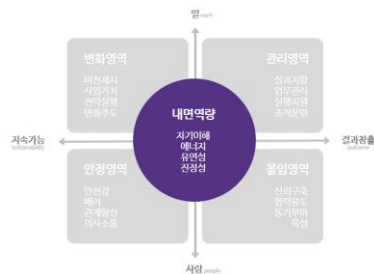 일 work
변화영역
비전제시
사업가치
전략실행
변화주도
관리영역
성과지향
업무관리
실행지원
조직운영
내면역량
자기이해
에너지
유연성
진정성
지속가능
sustainability
결과창출
outcome
안정영역
안전감
배려
관계형성
의사소통
몰입영역
신뢰구축
협력유도
동기부여
육성
사람 people